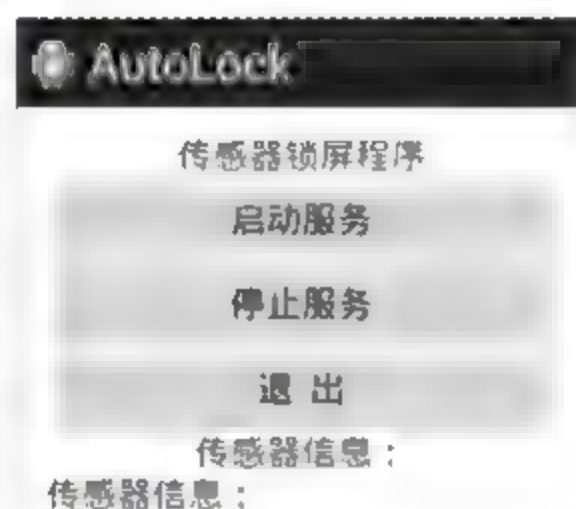 AutoLock
传感器锁屏程序
启动服务
停止服务
退 出
传感器信息：
传感器信息：